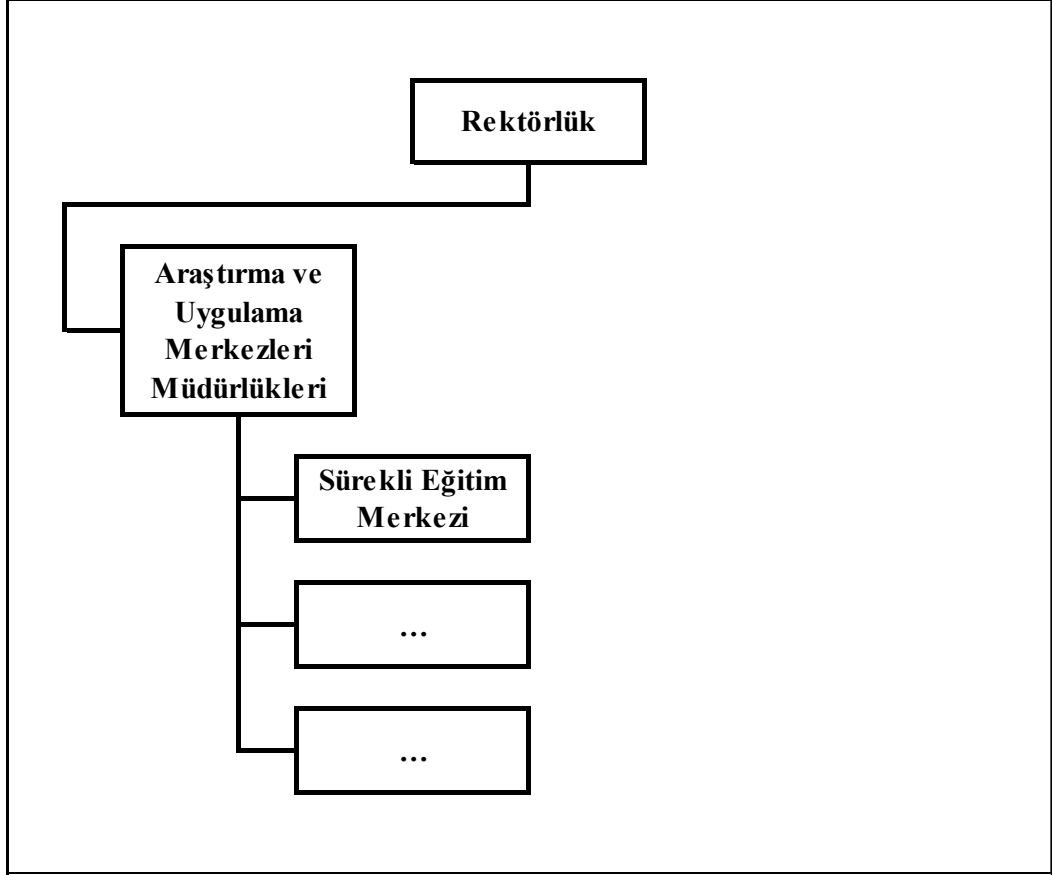 Rektörlük
Araştırma ve
Uygulama
Merkezleri
Müdürlükleri
Sürekli Eğitim
Merkezi
...
...